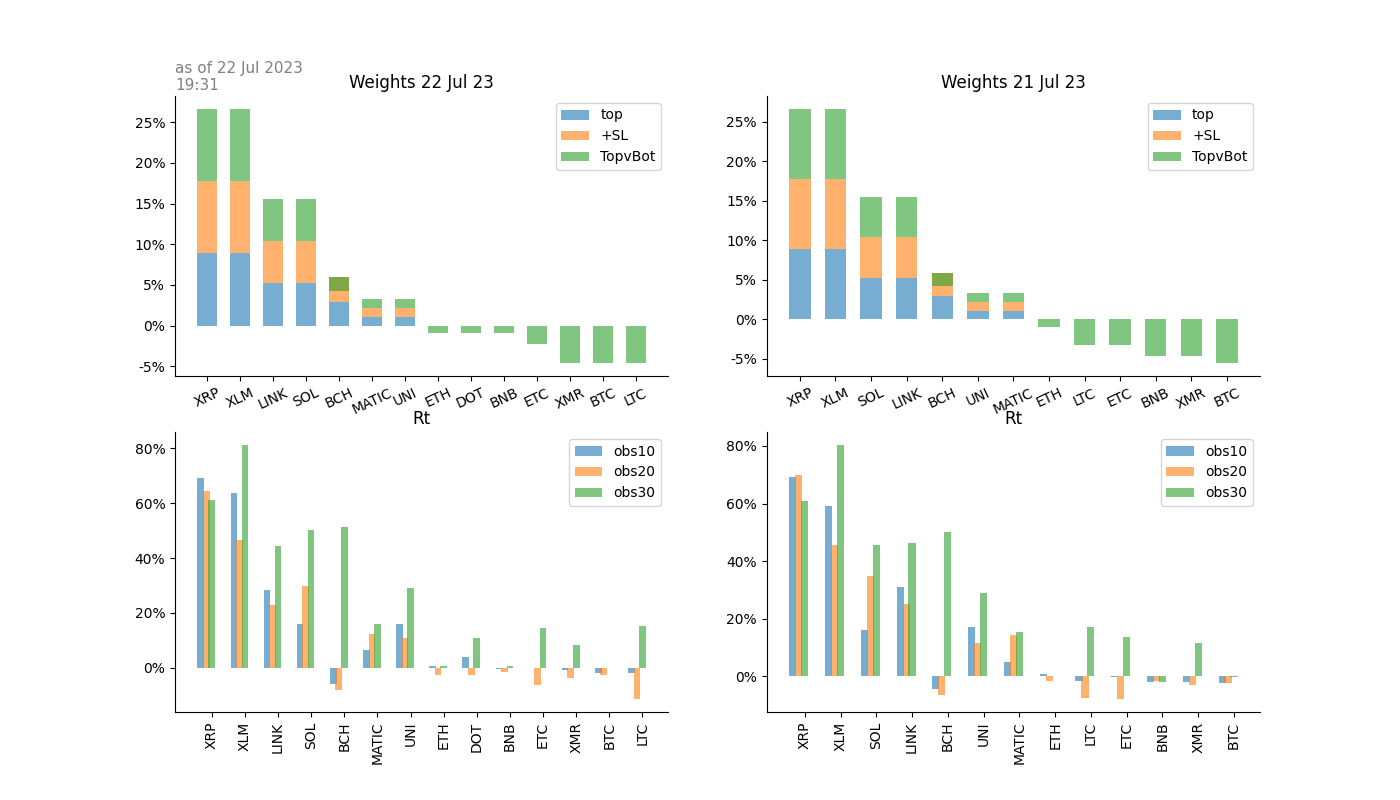 as of 22 Jul 2023
19:31
Weights 22 Jul 23
25%
20%
15%
10%
5%
0%
-5%
top
+SL
TopvBot
XRP XLM LINK SOL BCH MATIC UNI ETH DOT BNB ETC XMR BTC LTC
Weights 21 Jul 23
25%
20%
15%
10%
5%
0%
-5%
top
+SL
TopvBot
XRP XLM SOL LINK BCH UNI MATIC ETH LTC ETC BNB XMR BTC
Rt
80%
60%
40%
20%
0%
obs10
obs20
obs30
XRP XLM LINK SOL BCH MATIC UNI ETH DOT BNB ETC XMR BTC LTC
Rt
80%
60%
40%
20%
0%
obs10
obs20
obs30
XRP XLM SOL LINK BCH UNI MATIC ETH LTC ETC BNB XMR BTC